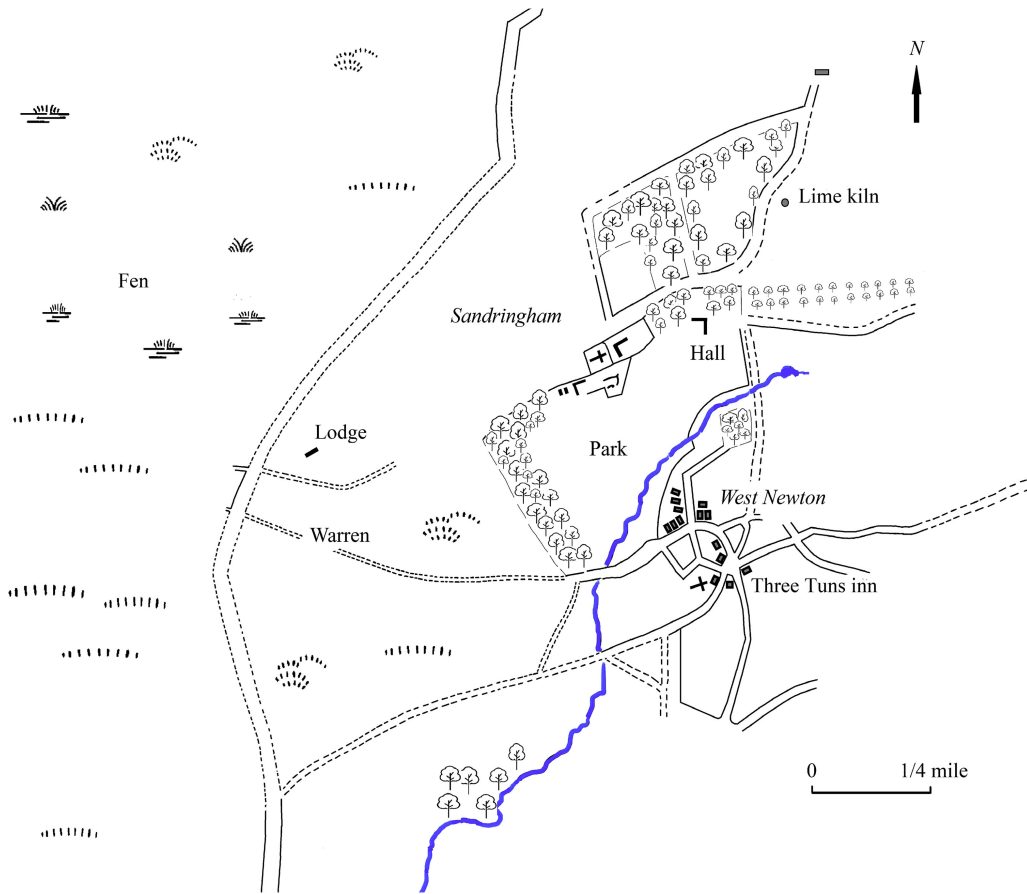 N
Lime kiln
Fen
Sandringham
Hall
Lodge
Park
West Newton
Warren
Three Tuns inn
0 1/4 mile